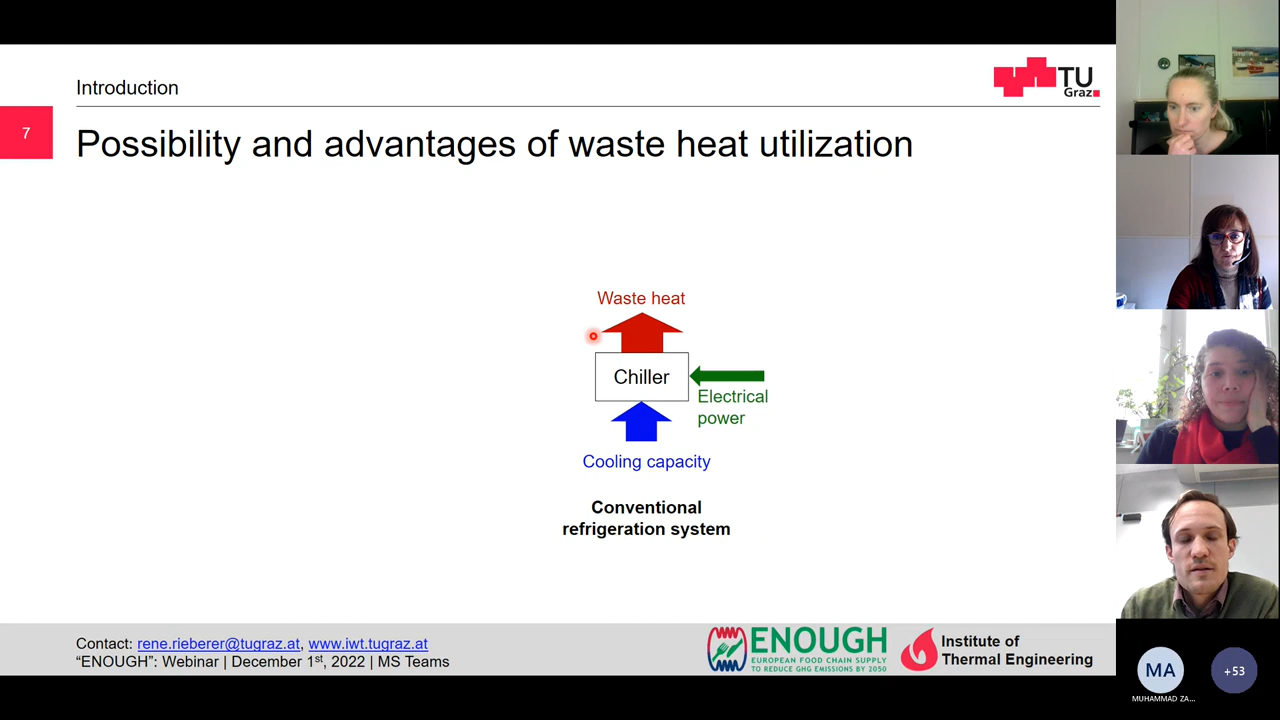 Introduction
TU
Graz
7
Possibility and advantages of waste heat utilization
Waste heat
Chiller
Electrical
power
Cooling capacity
Conventional
refrigeration system
Contact: rene.rieberer@tugraz.at, www.iwt.tugraz.at
“ENOUGH”: Webinar | December 1st, 2022 | MS Teams
ENOUGH
EUROPEAN FOOD CHAIN SUPPLY
TO REDUCE GHG EMISSIONS BY 2050
Institute of
Thermal Engineering
MA
+53
MUHAMMAD ZA...